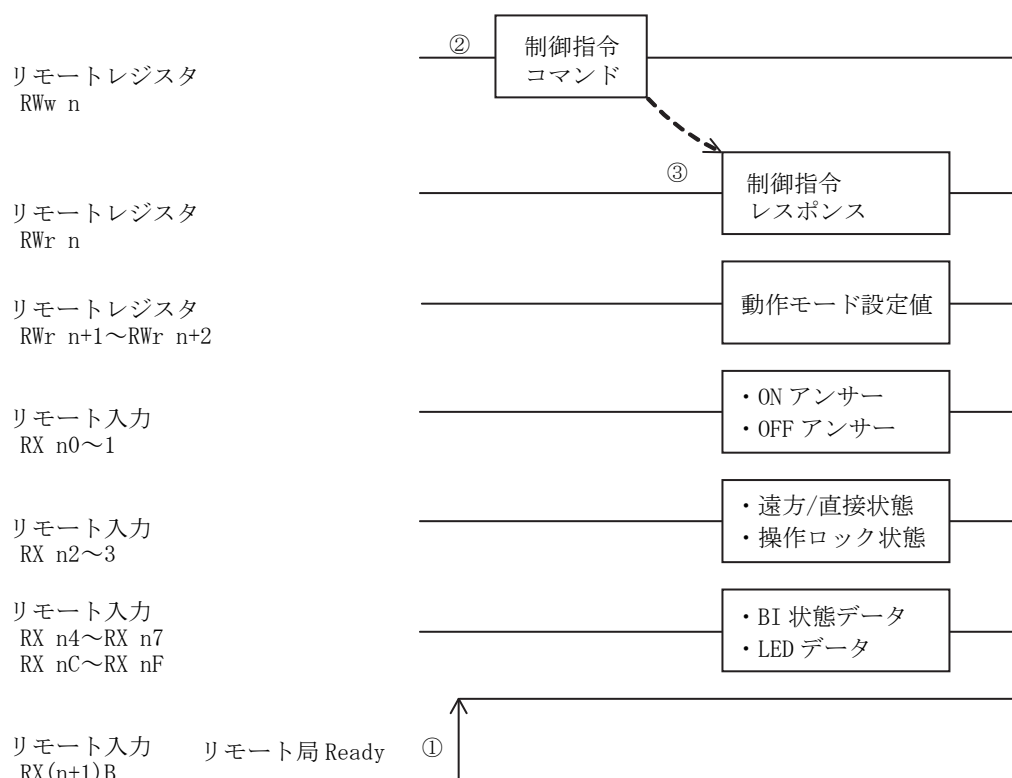 ②
制御指令
コマンド
リモートレジスタ
RWw n
③
制御指令
レスポンス
リモートレジスタ
RWr n
動作モード設定値
リモートレジスタ
RWr n+1～RWr n+2
・ON アンサー
・OFF アンサー
リモート入力
RX n0～1
・遠方/直接状態
・操作ロック状態
リモート入力
RX n2～3
リモート入力
RX n4～RX n7
RX nC～RX nF
・BI 状態データ
・LED データ
リモート入力 リモート局 Ready ①
RX(n+1)B